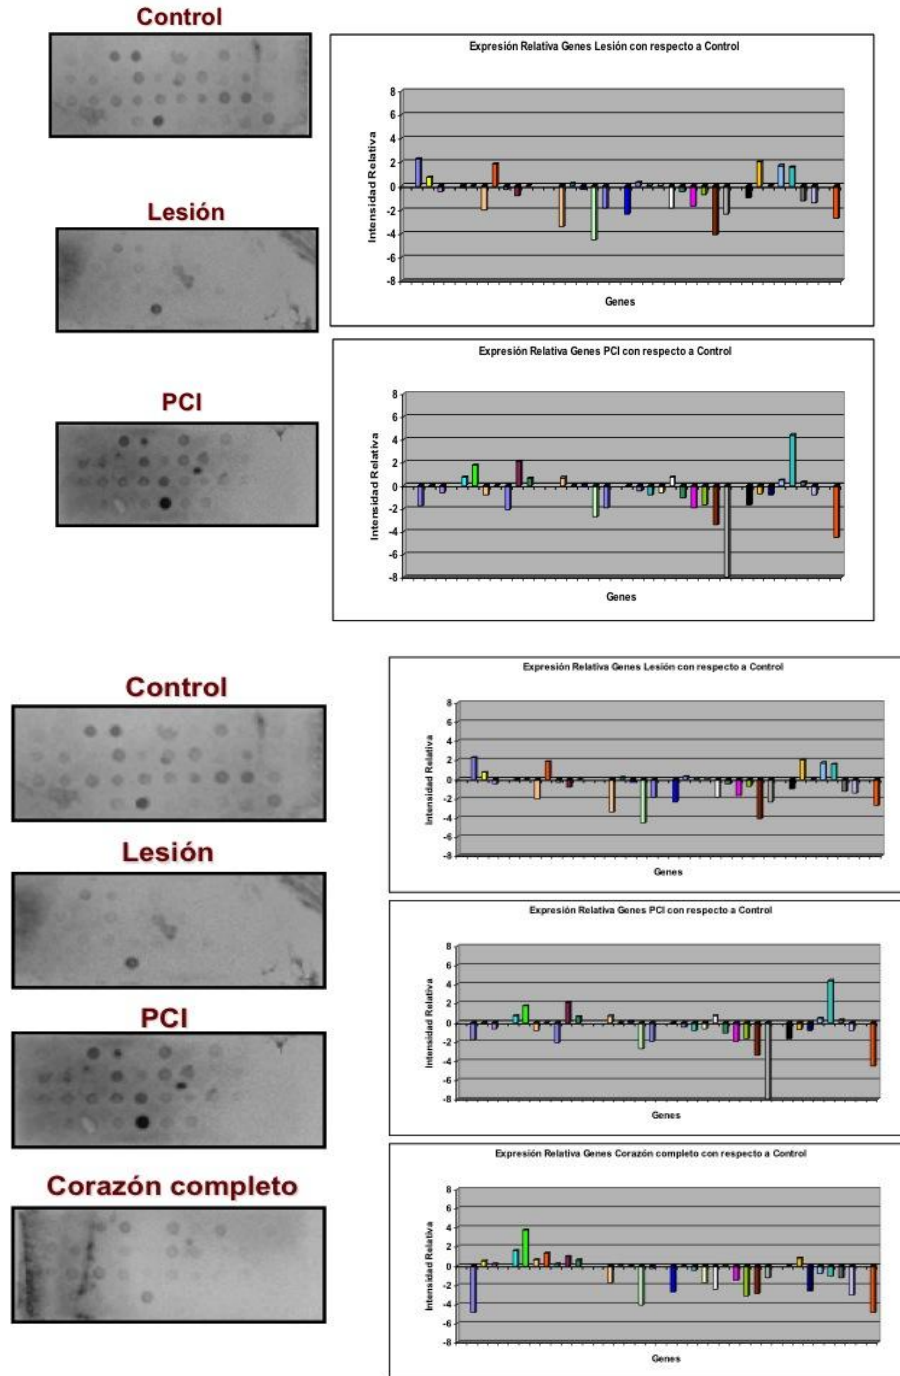 Control
Expresión Relativa Genes Lesión con respecto a Control
8
6
4
2
0
-2
-4
-6
-8
Intensidad Relativa
Genes
Lesión
PCI
Expresión Relativa Genes PCI con respecto a Control
8
6
4
2
0
-2
-4
-6
-8
Intensidad Relativa
Genes
Control
Expresión Relativa Genes Lesión con respecto a Control
8
6
4
2
0
-2
-4
-6
-8
Intensidad Relativa
Genes
Lesión
PCI
Expresión Relativa Genes PCI con respecto a Control
8
6
4
2
0
-2
-4
-6
-8
Intensidad Relativa
Genes
Corazón completo
Expresión Relativa Genes Corazón completo con respecto a Control
8
6
4
2
0
-2
-4
-6
-8
Intensidad Relativa
Genes